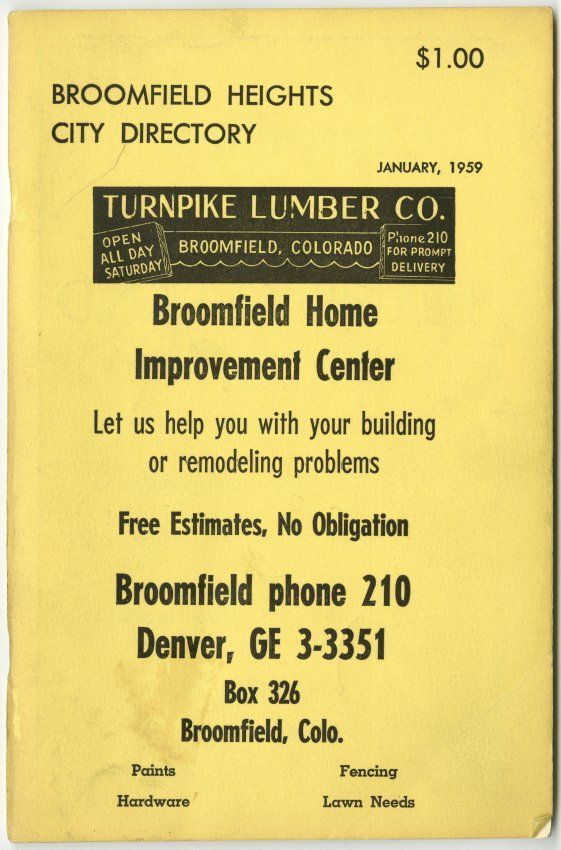 $1.00
BROOMFIELD HEIGHTS
CITY DIRECTORY
JANUARY, 1959
TURNPIKE LUMBER CO.
OPEN
ALL DAY
SATURDAY
BROOMFIELD, COLORADO
Phone 210
FOR PROMPT
DELIVERY
Broomfield Home
Improvement Center
Let us help you with your building
or remodeling problems
Free Estimates, No Obligation
Broomfield phone 210
Denver, GE 3-3351
Box 326
Broomfield, Colo.
Paints
Fencing
Hardware
Lawn Needs